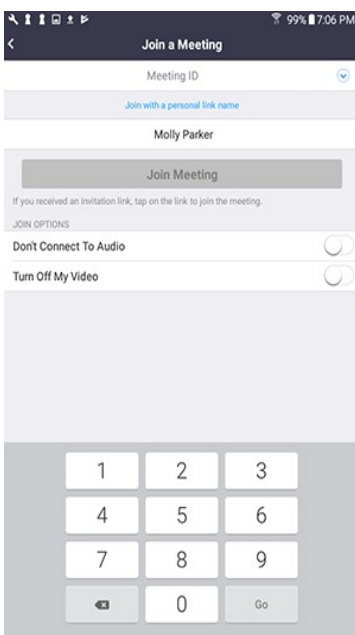 99% 7:06 PM
Join a Meeting
Meeting ID
Join with a personal link name
Molly Parker
Join Meeting
If you received an invitation link, tap on the link to join the meeting.
JOIN OPTIONS
Don't Connect To Audio
Turn Off My Video
1 2 3
4 5 6
7 8 9
0 Go